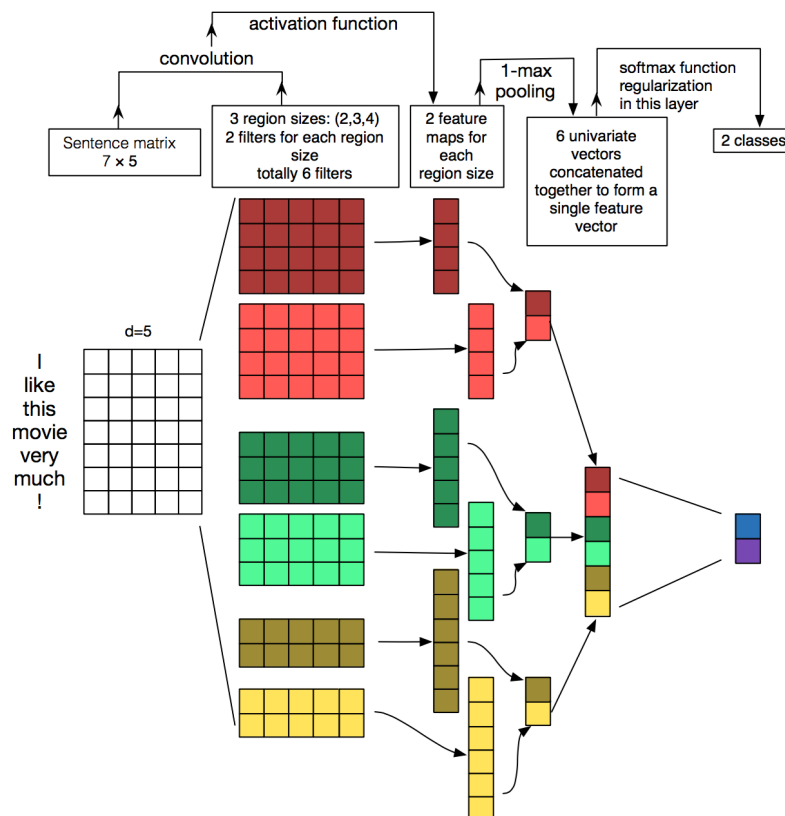 activation function
convolution
1-max
pooling
softmax function
regularization
in this layer
Sentence matrix
7 × 5
3 region sizes: (2,3,4)
2 filters for each region
size
totally 6 filters
2 feature
maps for
each
region size
6 univariate
vectors
concatenated
together to form a
single feature
vector
2 classes
d=5
I
like
this
movie
very
much
!